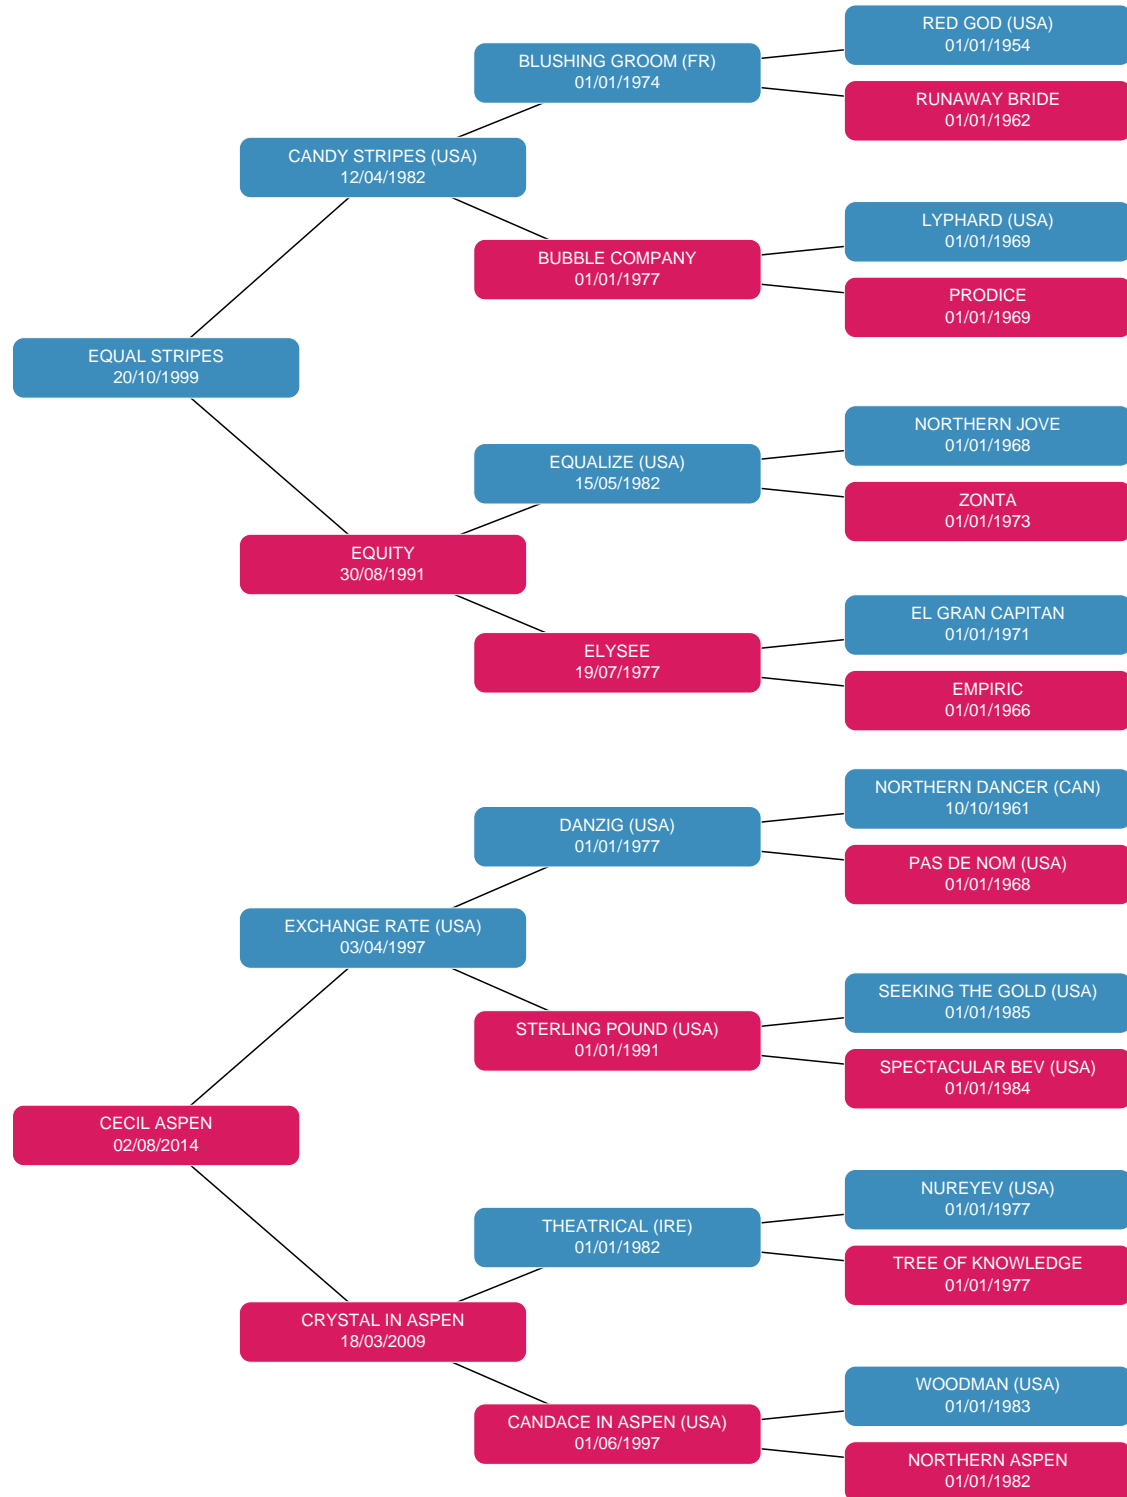 RED GOD (USA)
01/01/1954
BLUSHING GROOM (FR)
01/01/1974
RUNAWAY BRIDE
01/01/1962
CANDY STRIPES (USA)
12/04/1982
LYPHARD (USA)
01/01/1969
BUBBLE COMPANY
01/01/1977
PRODICE
01/01/1969
EQUAL STRIPES
20/10/1999
NORTHERN JOVE
01/01/1968
EQUALIZE (USA)
15/05/1982
ZONTA
01/01/1973
EQUITY
30/08/1991
EL GRAN CAPITAN
01/01/1971
ELYSEE
19/07/1977
EMPIRIC
01/01/1966
NORTHERN DANCER (CAN)
10/10/1961
DANZIG (USA)
01/01/1977
PAS DE NOM (USA)
01/01/1968
EXCHANGE RATE (USA)
03/04/1997
SEEKING THE GOLD (USA)
01/01/1985
STERLING POUND (USA)
01/01/1991
SPECTACULAR BEV (USA)
01/01/1984
CECIL ASPEN
02/08/2014
NUREYEV (USA)
01/01/1977
THEATRICAL (IRE)
01/01/1982
TREE OF KNOWLEDGE
01/01/1977
CRYSTAL IN ASPEN
18/03/2009
WOODMAN (USA)
01/01/1983
CANDACE IN ASPEN (USA)
01/06/1997
NORTHERN ASPEN
01/01/1982